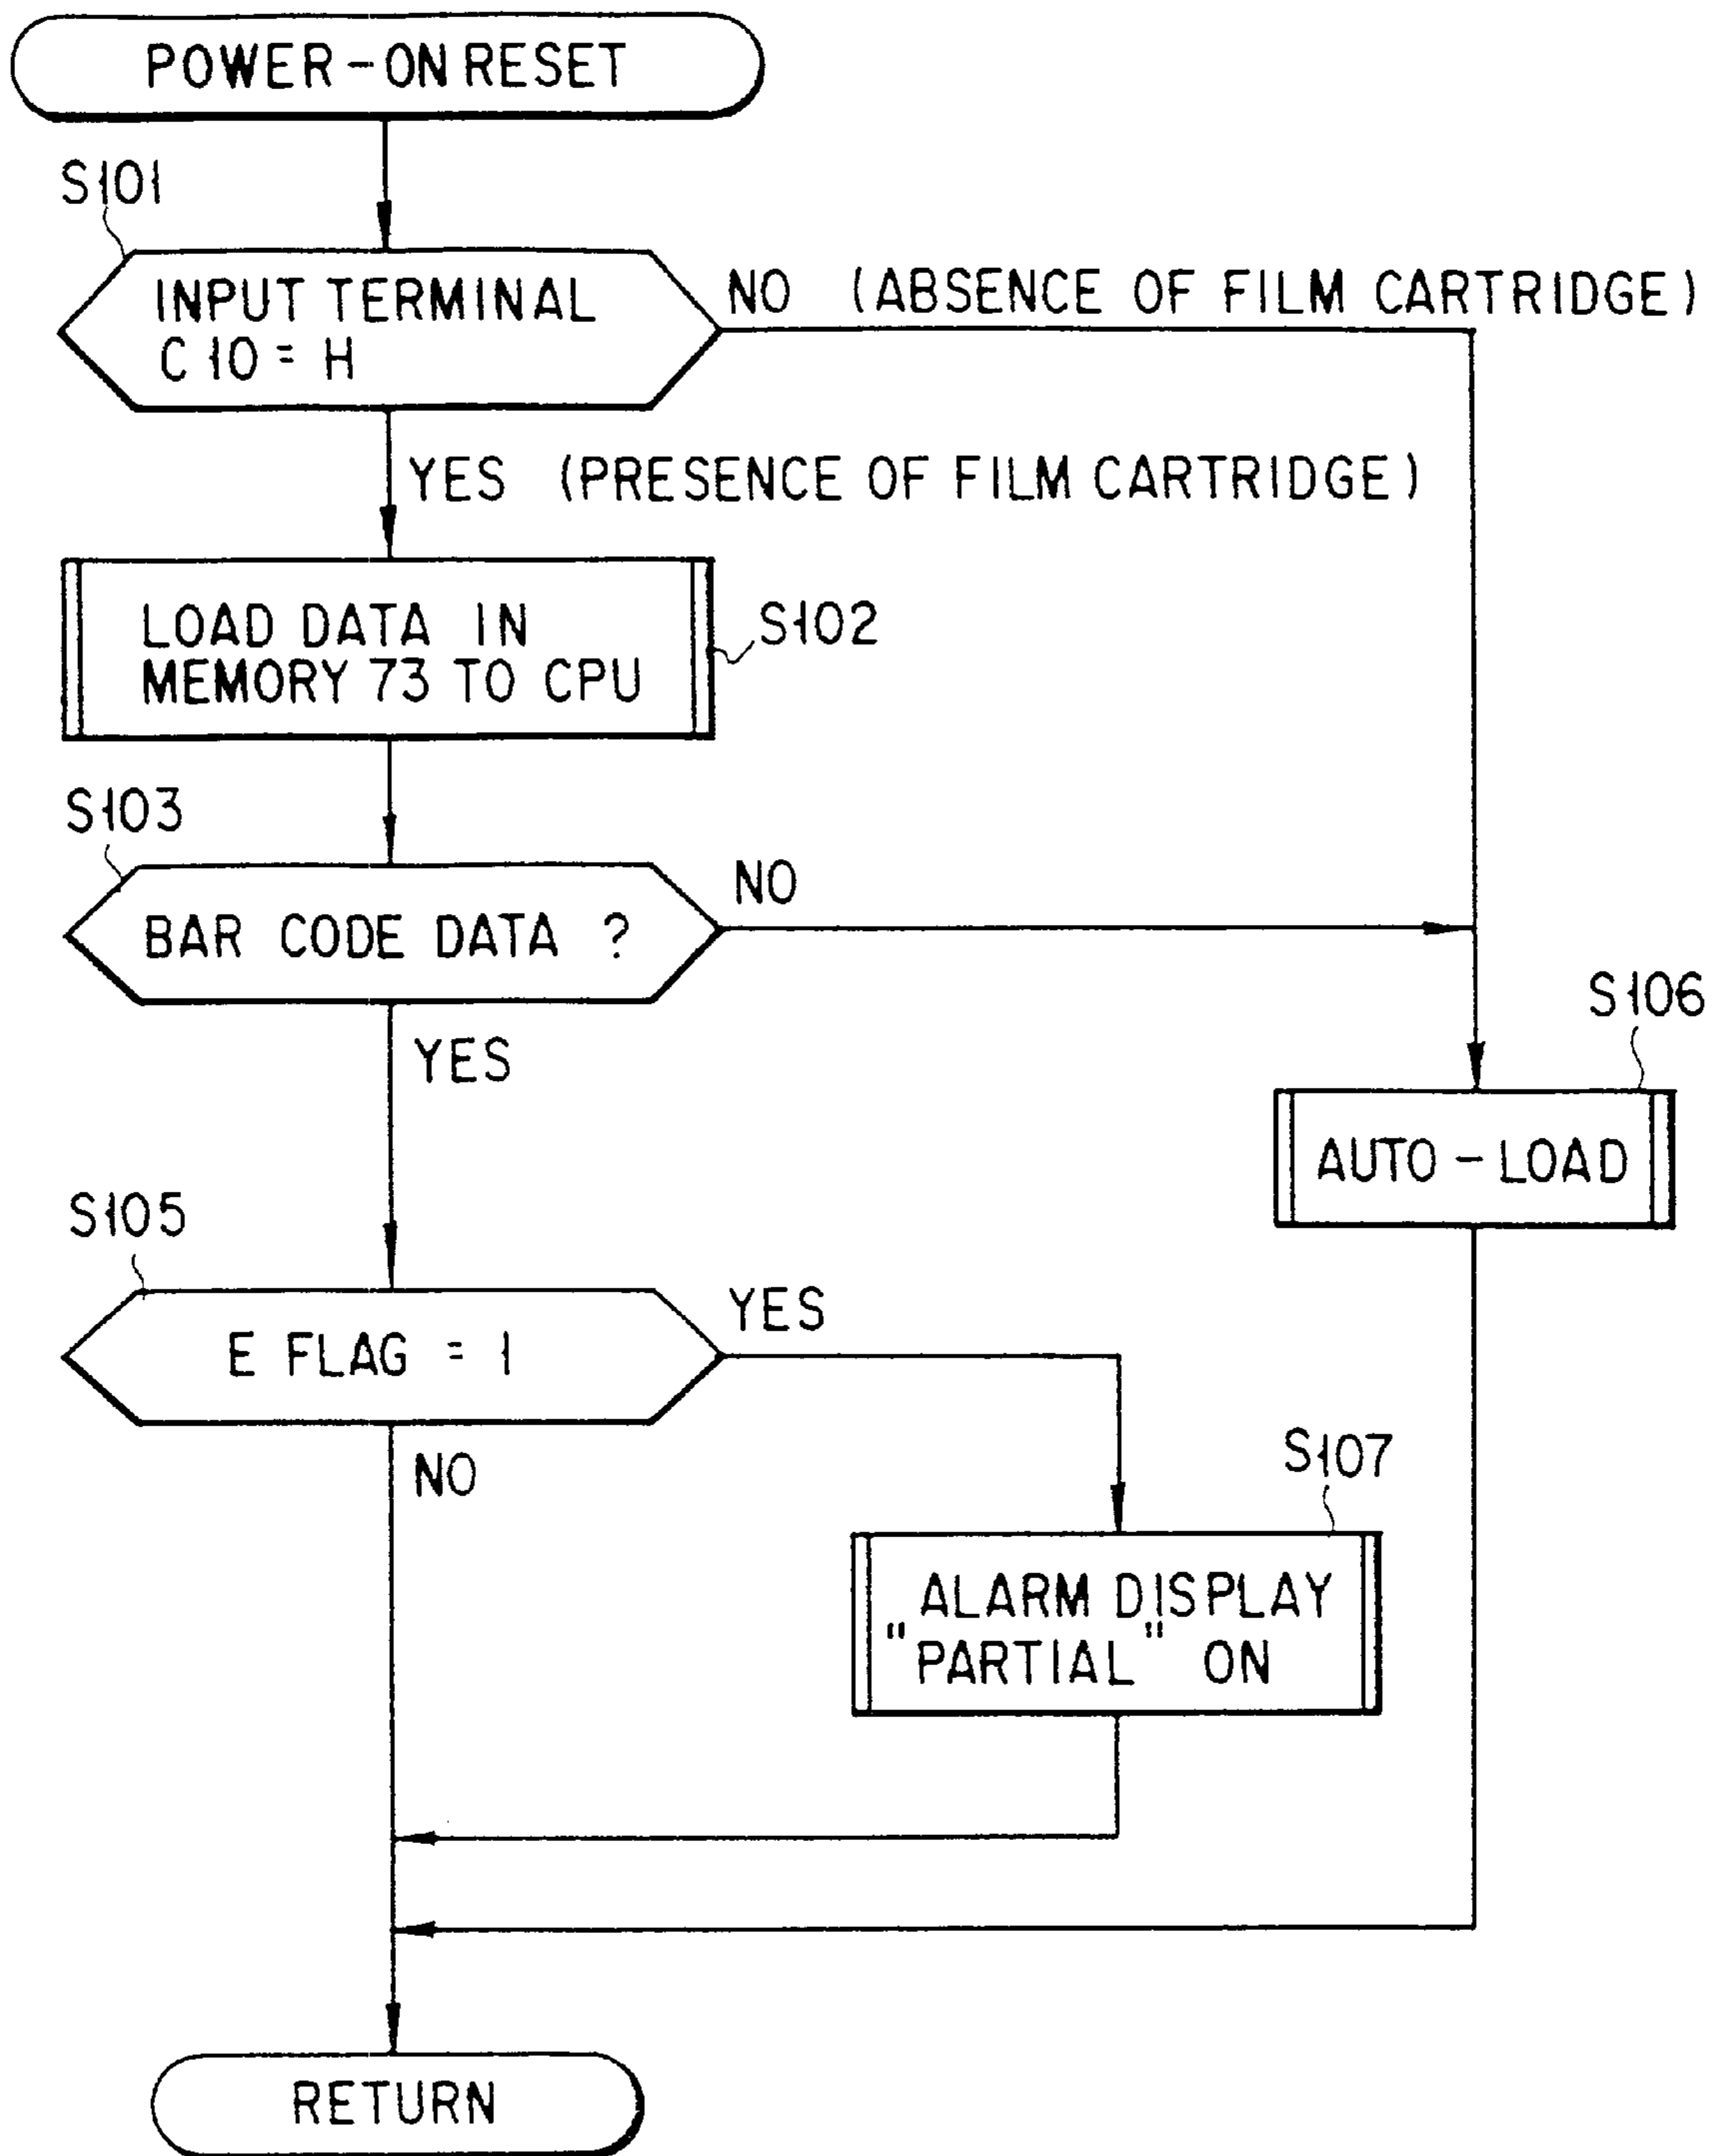 POWER-ON RESET
S101
INPUT TERMINAL
C10 = H
NO (ABSENCE OF FILM CARTRIDGE)
YES (PRESENCE OF FILM CARTRIDGE)
LOAD DATA IN
MEMORY 73 TO CPU
S102
S103
BAR CODE DATA ?
NO
YES
S106
AUTO-LOAD
S105
E FLAG = 1
YES
NO
S107
ALARM DISPLAY
"PARTIAL" ON
RETURN